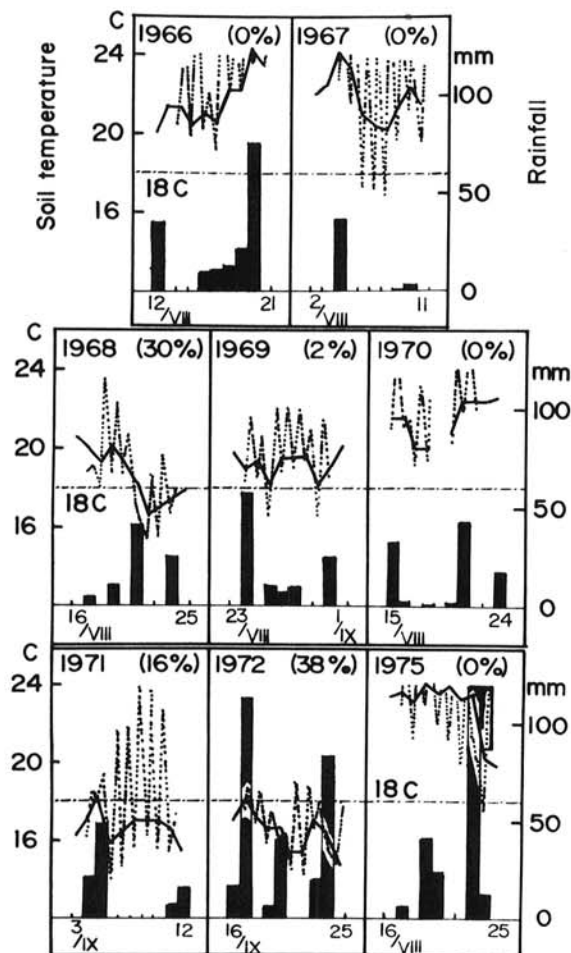 C
1966 (0%)
1967 (0%)
mm
24
20
16
18 C
100
50
0
Soil temperature
Rainfall
12 21
/VIII
2 11
/VIII
C
1968 (30%)
1969 (2%)
1970 (0%)
mm
24
20
16
18 C
100
50
0
16 25
/VIII
23 1
/VIII /IX
15 24
/VIII
C
1971 (16%)
1972 (38%)
1975 (0%)
mm
24
20
16
18 C
100
50
0
3 12
/IX
16 25
/IX
16 25
/VIII